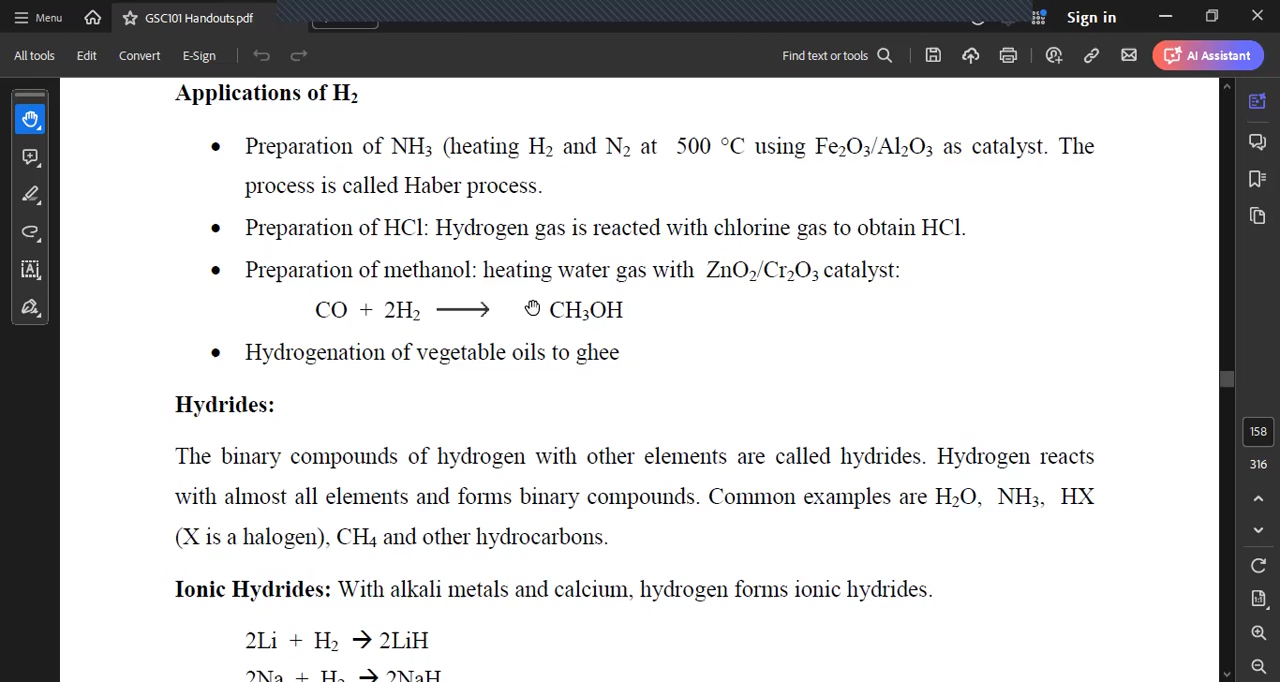 Menu
GSC101 Handouts.pdf
Sign in
All tools
Edit
Convert
E-Sign
Find text or tools
AI Assistant
Applications of H₂
• Preparation of NH₃ (heating H₂ and N₂ at 500 °C using Fe₂O₃/Al₂O₃ as catalyst. The
process is called Haber process.
• Preparation of HCl: Hydrogen gas is reacted with chlorine gas to obtain HCl.
• Preparation of methanol: heating water gas with ZnO₂/Cr₂O₃ catalyst:
CO + 2H₂ ⟶ CH₃OH
• Hydrogenation of vegetable oils to ghee
Hydrides:
The binary compounds of hydrogen with other elements are called hydrides. Hydrogen reacts
with almost all elements and forms binary compounds. Common examples are H₂O, NH₃, HX
(X is a halogen), CH₄ and other hydrocarbons.
Ionic Hydrides: With alkali metals and calcium, hydrogen forms ionic hydrides.
2Li + H₂ → 2LiH
2Na + H₂ → 2NaH
158
316